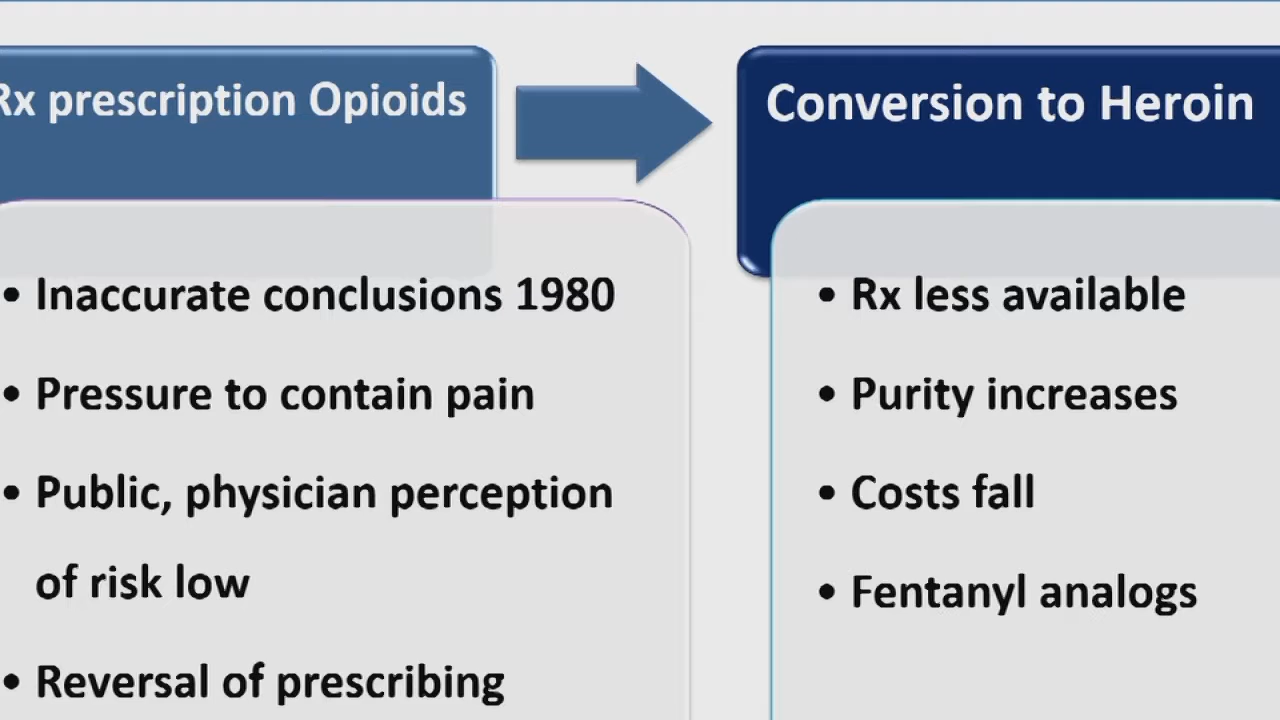 Rx prescription Opioids
• Inaccurate conclusions 1980
• Pressure to contain pain
• Public, physician perception
of risk low
• Reversal of prescribing
Conversion to Heroin
• Rx less available
• Purity increases
• Costs fall
• Fentanyl analogs